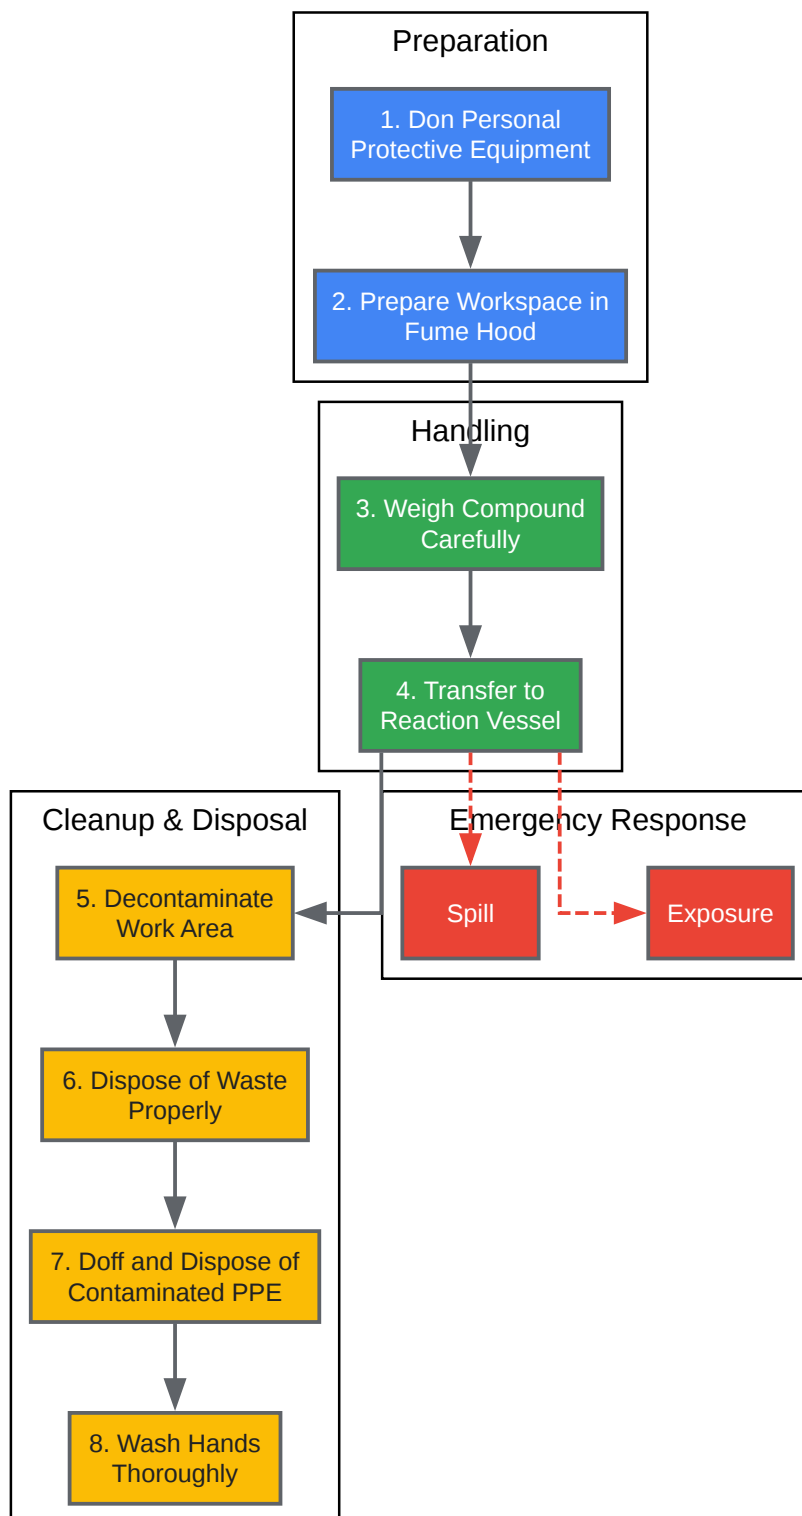 Preparation
1. Don Personal
Protective Equipment
2. Prepare Workspace in
Fume Hood
Handling
3. Weigh Compound
Carefully
4. Transfer to
Reaction Vessel
Cleanup & Disposal
Emergency Response
5. Decontaminate
Work Area
Spill
Exposure
6. Dispose of Waste
Properly
7. Doff and Dispose of
Contaminated PPE
8. Wash Hands
Thoroughly